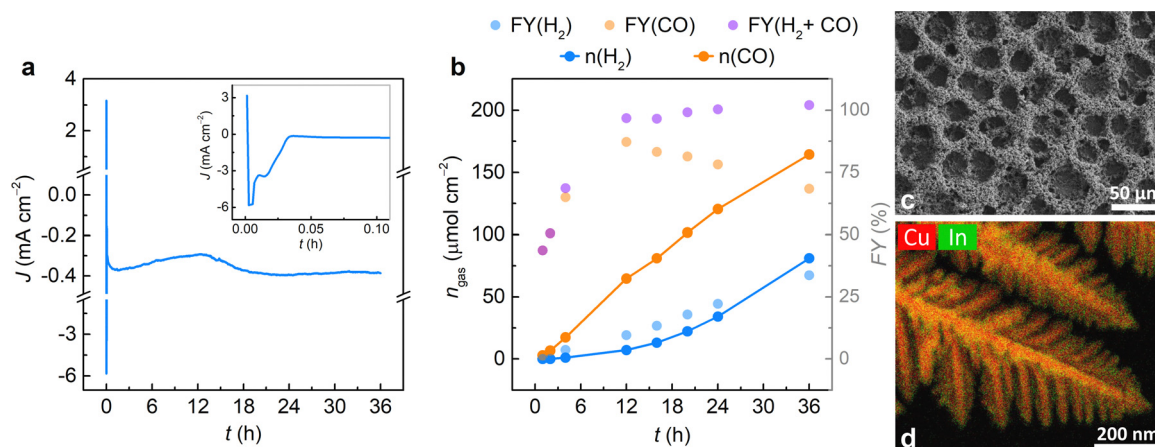 FY(H2) FY(CO) FY(H2+ CO)
n(H2) n(CO)
a
J (mA cm−2)
4
2
0.0
−0.2
−0.4
-3
-6
0 6 12 18 24 30 36
t (h)
J (mA cm−2)
3
0
-3
-6
0.00 0.05 0.10
t (h)
b
ngas (μmol cm−2)
200
150
100
50
0
0 6 12 18 24 30 36
t (h)
100
75
50
25
0
FY (%)
c
50 μm
Cu In
d
200 nm